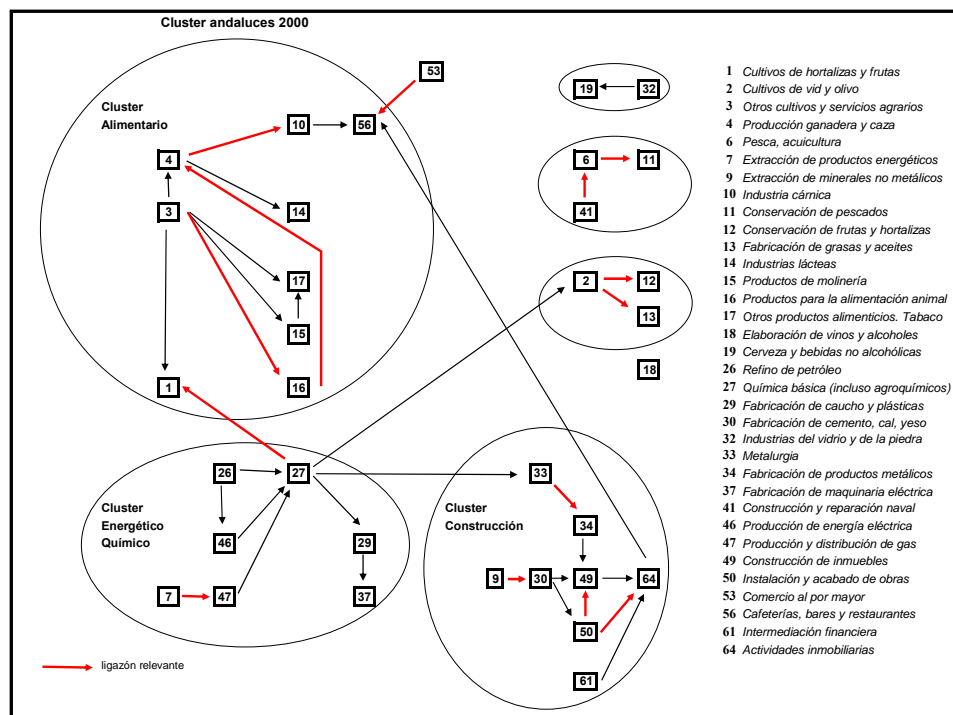 Cluster andaluces 2000
53
Cluster
Alimentario
10
56
4
3
14
17
15
1
16
19
32
6
11
41
2
12
13
18
Cluster
Energético
Químico
26
27
46
29
7
47
37
Cluster
Construcción
33
34
9
30
49
64
50
61
ligazón relevante
1 Cultivos de hortalizas y frutas
2 Cultivos de vid y olivo
3 Otros cultivos y servicios agrarios
4 Producción ganadera y caza
6 Pesca, acuicultura
7 Extracción de productos energéticos
9 Extracción de minerales no metálicos
10 Industria cárnica
11 Conservación de pescados
12 Conservación de frutas y hortalizas
13 Fabricación de grasas y aceites
14 Industrias lácteas
15 Productos de molinería
16 Productos para la alimentación animal
17 Otros productos alimenticios. Tabaco
18 Elaboración de vinos y alcoholes
19 Cerveza y bebidas no alcohólicas
26 Refino de petróleo
27 Química básica (incluso agroquímicos)
29 Fabricación de caucho y plásticas
30 Fabricación de cemento, cal, yeso
32 Industrias del vidrio y de la piedra
33 Metalurgia
34 Fabricación de productos metálicos
37 Fabricación de maquinaria eléctrica
41 Construcción y reparación naval
46 Producción de energía eléctrica
47 Producción y distribución de gas
49 Construcción de inmuebles
50 Instalación y acabado de obras
53 Comercio al por mayor
56 Cafeterías, bares y restaurantes
61 Intermediación financiera
64 Actividades inmobiliarias